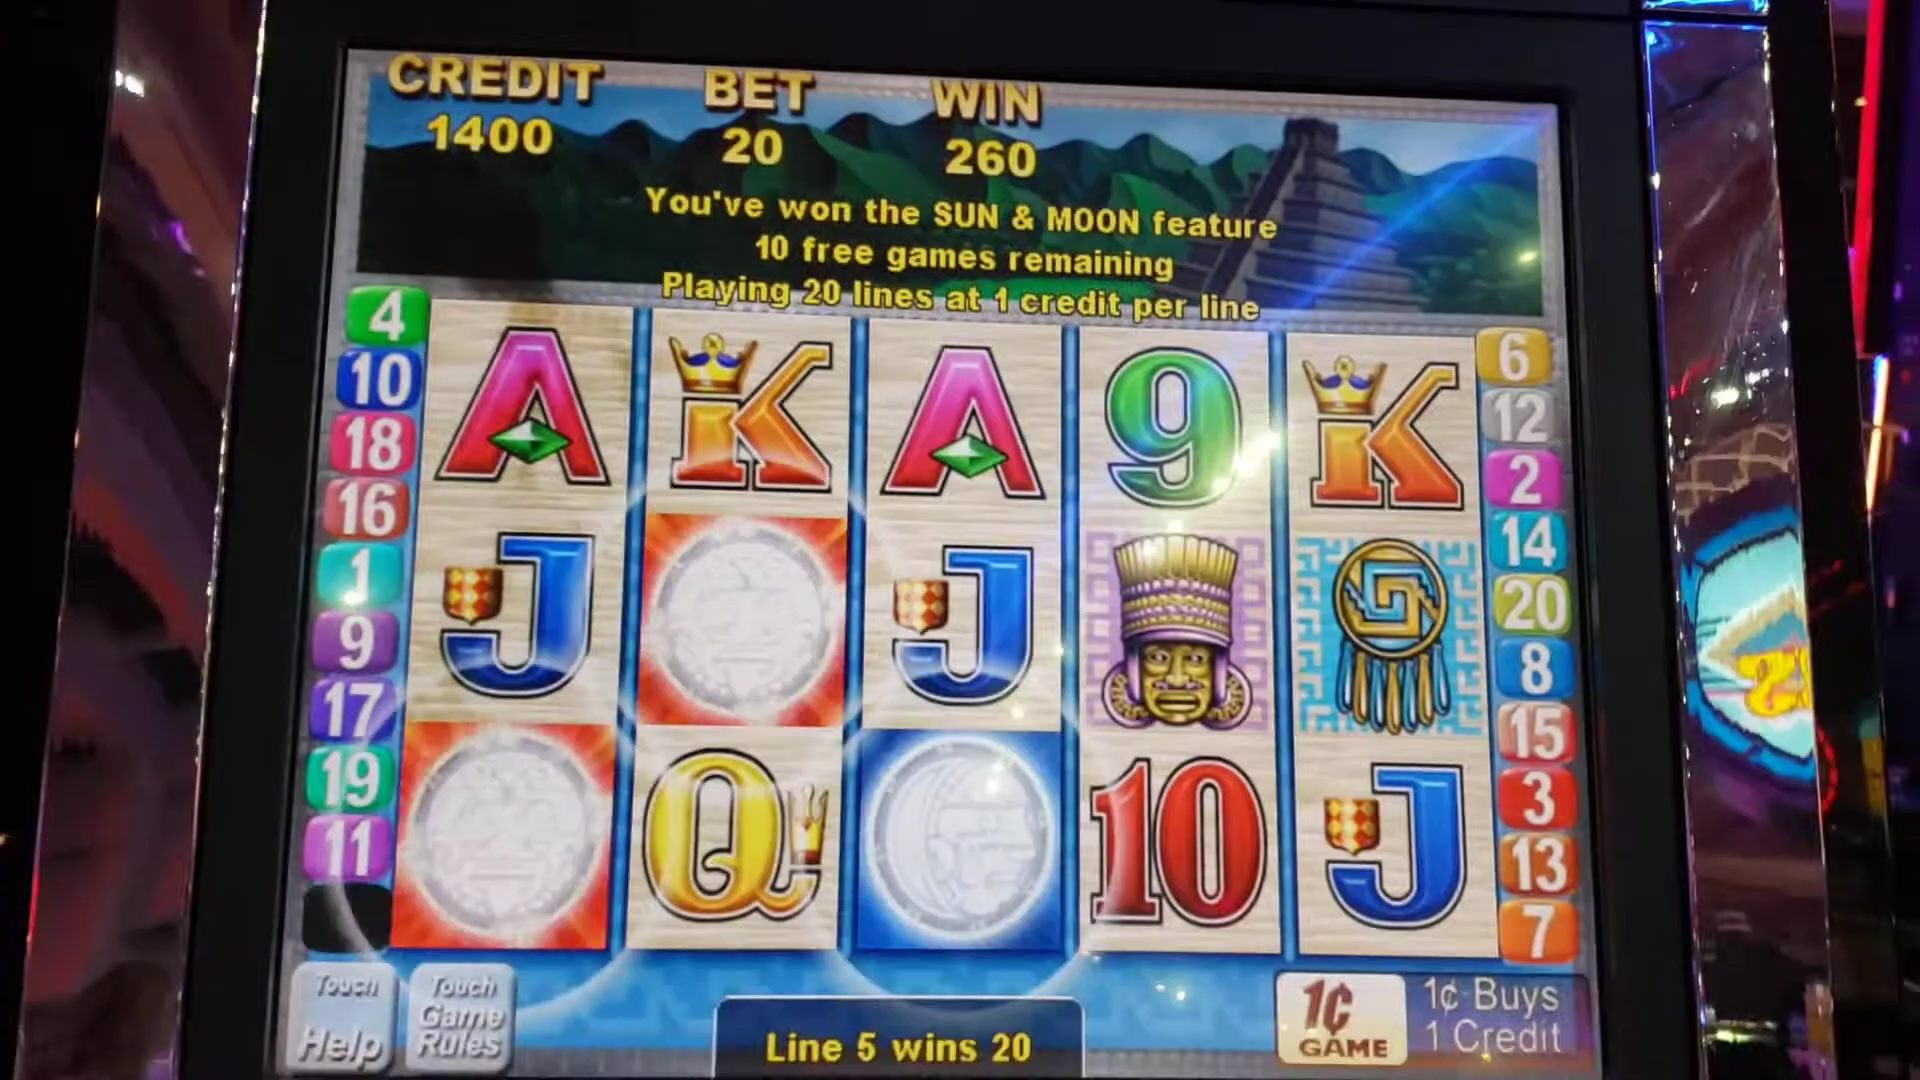 CREDIT BET WIN
1400 20 260
You've won the SUN & MOON feature
10 free games remaining
Playing 20 lines at 1 credit per line
4
10
18
16
1
9
17
19
11
A K A 9 K
J J
Q 10 J
6
12
2
14
20
8
15
3
13
7
Touch
Help
Touch
Game
Rules
Line 5 wins 20
1¢
GAME
1¢ Buys
1 Credit